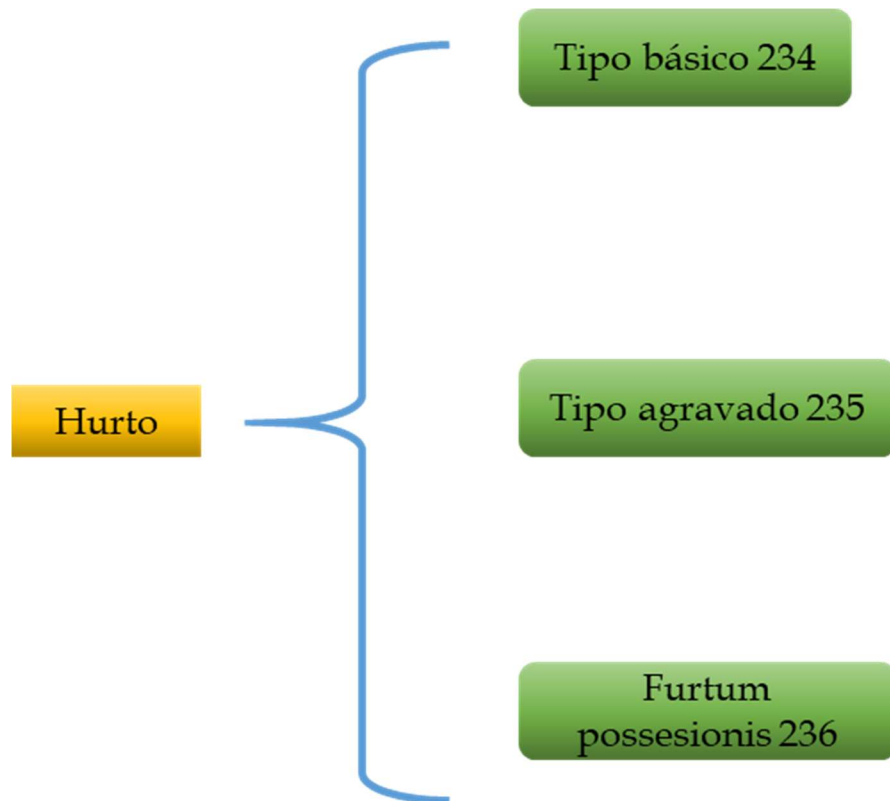 Tipo básico 234
Hurto
Tipo agravado 235
Furtum
possesionis 236